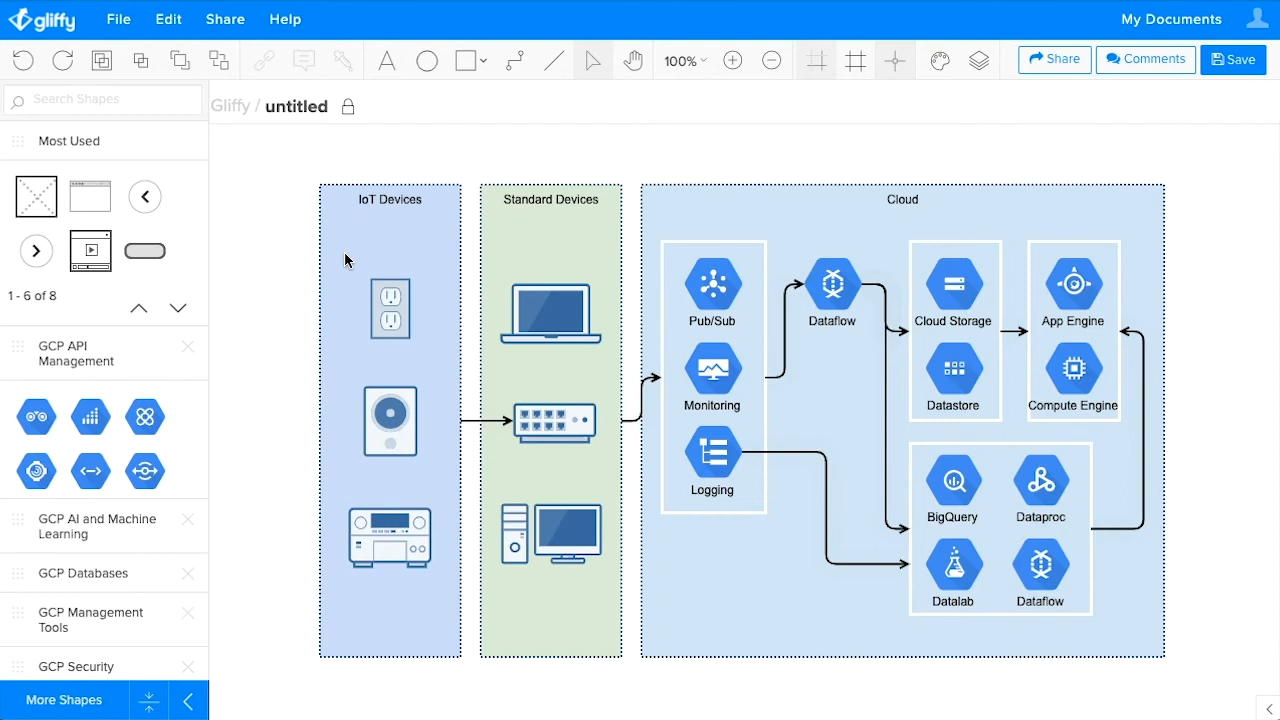 gliffy File Edit Share Help My Documents
100% Share Comments Save
Search Shapes
Gliffy / untitled
Most Used
1 - 6 of 8
GCP API
Management
GCP AI and Machine
Learning
GCP Databases
GCP Management
Tools
GCP Security
More Shapes
IoT Devices
Standard Devices
Cloud
Pub/Sub
Monitoring
Logging
Dataflow
Cloud Storage
Datastore
App Engine
Compute Engine
BigQuery
Dataproc
Datalab
Dataflow